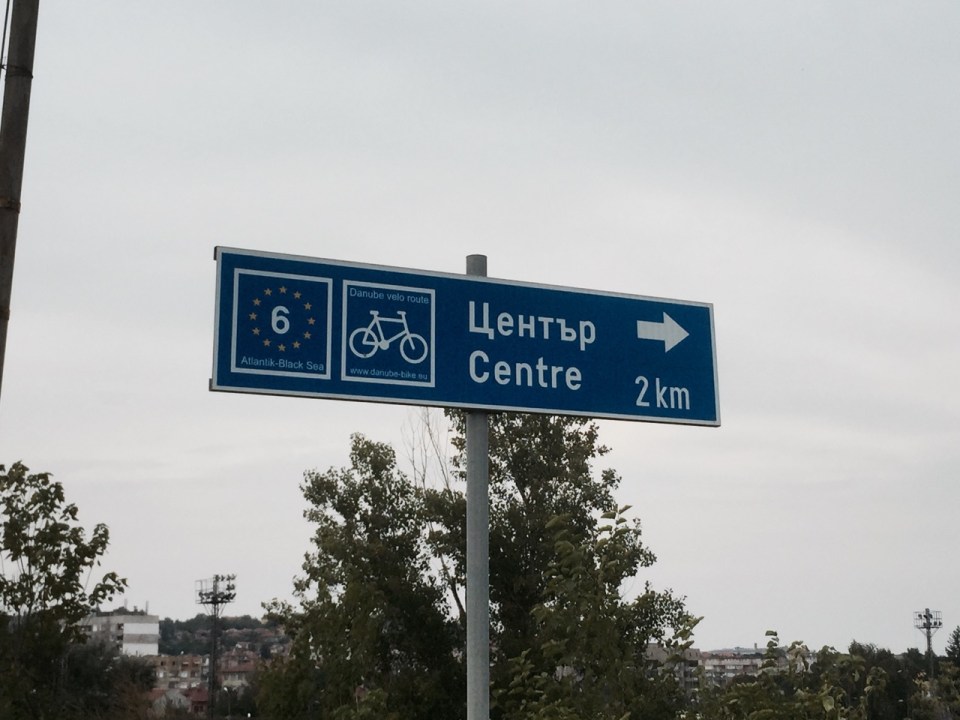 6
Atlantik-Black Sea
Danube velo route
www.danube-bike.eu
Център
Centre
2 km